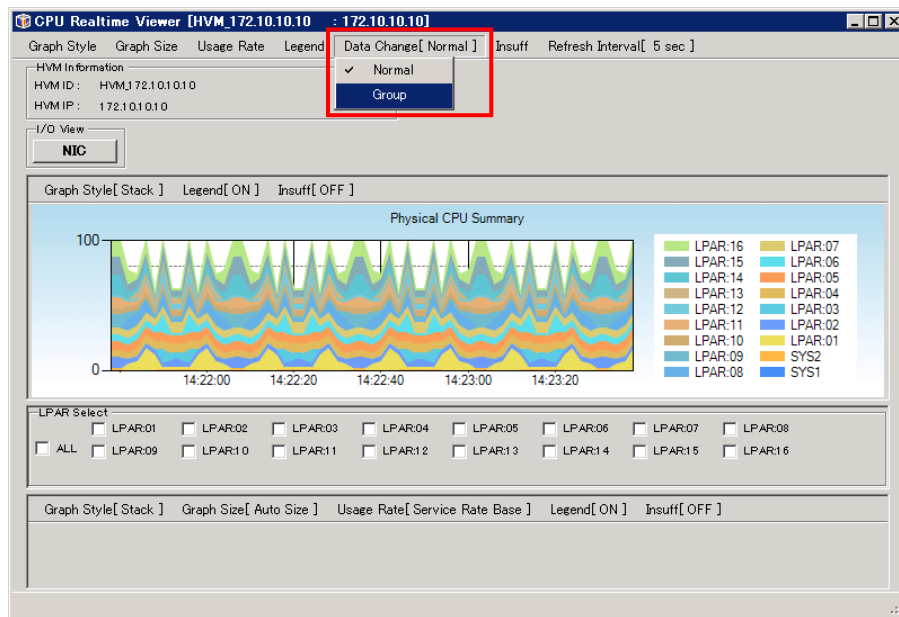 CPU Realtime Viewer [HVM_172.10.10.10 : 172.10.10.10]
Graph Style Graph Size Usage Rate Legend Data Change[ Normal ] Insuff Refresh Interval[ 5 sec ]
Normal
Group
HVM Information
HVM ID : HVM_172.10.10.10
HVM IP : 172.10.10.10
I/O View
NIC
Graph Style[ Stack ] Legend[ ON ] Insuff[ OFF ]
Physical CPU Summary
100
0
14:22:00 14:22:20 14:22:40 14:23:00 14:23:20
LPAR:16 LPAR:07
LPAR:15 LPAR:06
LPAR:14 LPAR:05
LPAR:13 LPAR:04
LPAR:12 LPAR:03
LPAR:11 LPAR:02
LPAR:10 LPAR:01
LPAR:09 SYS2
LPAR:08 SYS1
LPAR Select
LPAR:01 LPAR:02 LPAR:03 LPAR:04 LPAR:05 LPAR:06 LPAR:07 LPAR:08
ALL LPAR:09 LPAR:10 LPAR:11 LPAR:12 LPAR:13 LPAR:14 LPAR:15 LPAR:16
Graph Style[ Stack ] Graph Size[ Auto Size ] Usage Rate[ Service Rate Base ] Legend[ ON ] Insuff[ OFF ]